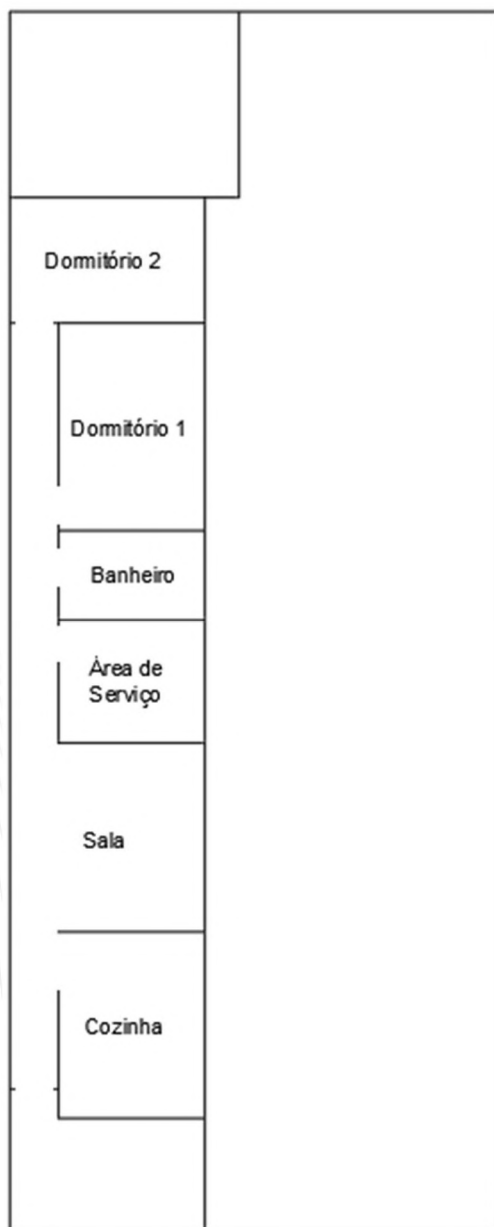 Dormitório 2
Dormitório 1
Banheiro
Área de
Serviço
Sala
Cozinha